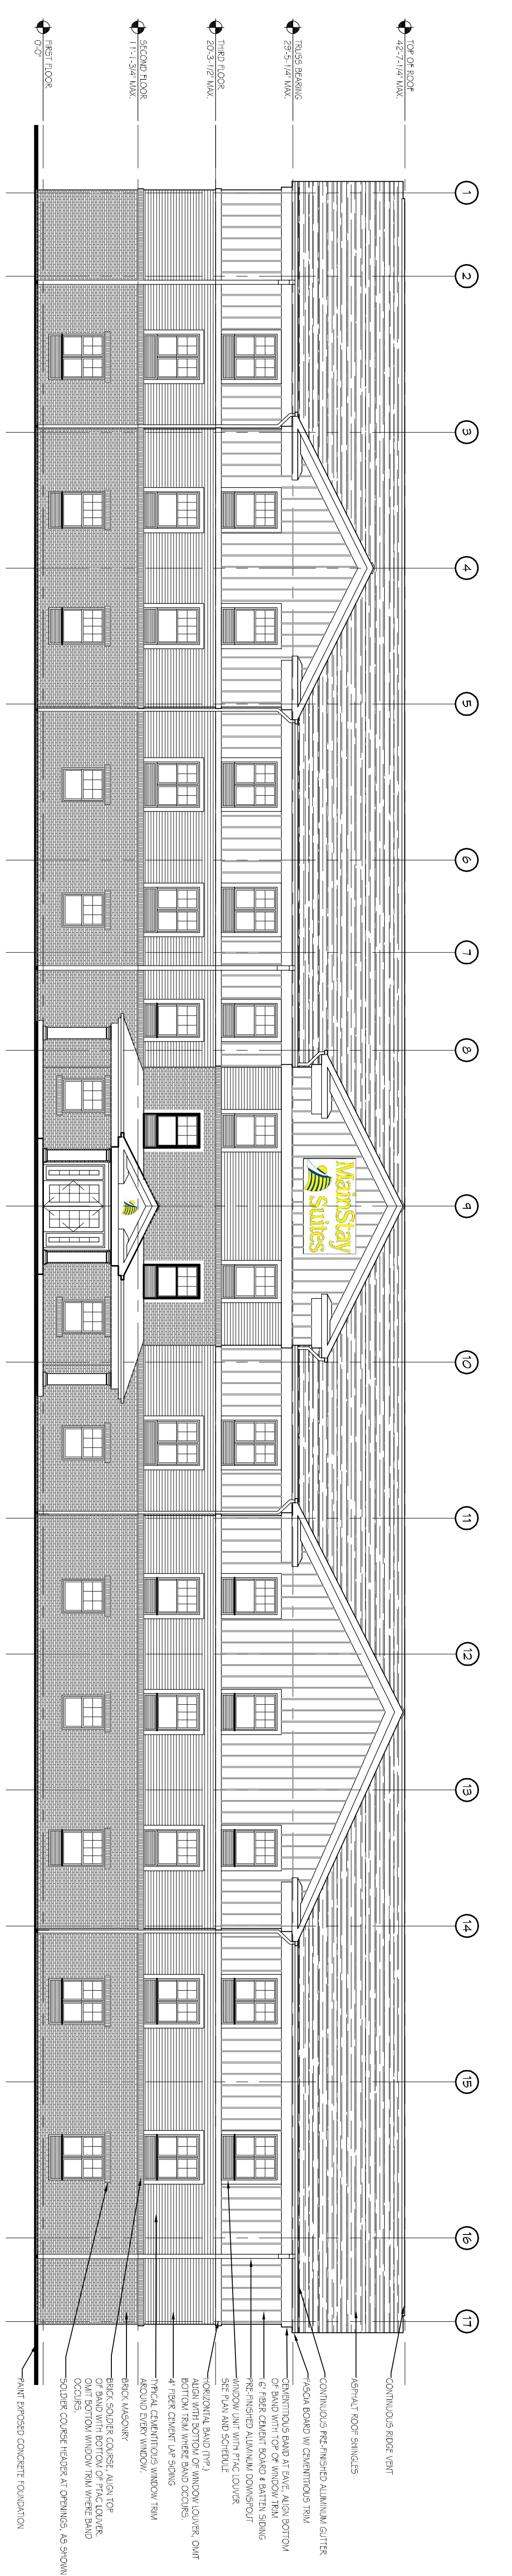 TOP OF ROOF
42'-7-1/4" MAX.
TRUSS BEARING
29'-5-1/4" MAX.
THIRD FLOOR
20'-3-1/2" MAX.
SECOND FLOOR
11'-1-3/4" MAX.
FIRST FLOOR
0'-0"
1
2
3
4
5
6
7
8
9
10
11
12
13
14
15
16
17
MainStay
Suites
CONTINUOUS RIDGE VENT
ASPHALT ROOF SHINGLES
CONTINUOUS PRE-FINISHED ALUMINUM GUTTER
FASCIA BOARD W/ CEMENTITIOUS TRIM
CEMENTITIOUS BAND AT EAVE, ALIGN BOTTOM
OF BAND WITH TOP OF WINDOW TRIM
16" FIBER CEMENT BOARD & BATTEN SIDING
PRE-FINISHED ALUMINUM DOWNSPOUT
WINDOW UNIT WITH PTAC LOUVER
SEE PLAN AND SCHEDULE
HORIZONTAL BAND (TYP.)
ALIGN WITH BOTTOM OF WINDOW LOUVER, OMIT
BOTTOM TRIM WHERE BAND OCCURS.
4" FIBER CEMENT LAP SIDING
TYPICAL CEMENTITIOUS WINDOW TRIM
AROUND EVERY WINDOW.
BRICK MASONRY
BRICK SOLDIER COURSE, ALIGN TOP
OF BAND WITH BOTTOM OF PTAC LOUVER
OMIT BOTTOM WINDOW TRIM WHERE BAND
OCCURS.
SOLDIER COURSE HEADER AT OPENINGS, AS SHOWN
PAINT EXPOSED CONCRETE FOUNDATION